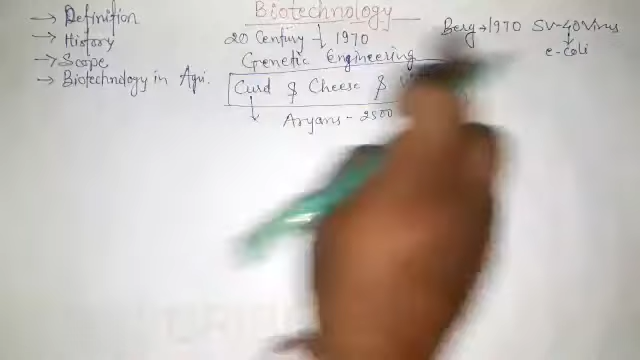 Biotechnology
→ Definition
→ History
→ Scope
→ Biotechnology in Agri.
20 Century ↓ 1970
Genetic Engineering
Curd & Cheese &
↓ Aryans - 2500
Berg → 1970 SV-40 Virus
↓
e-Coli